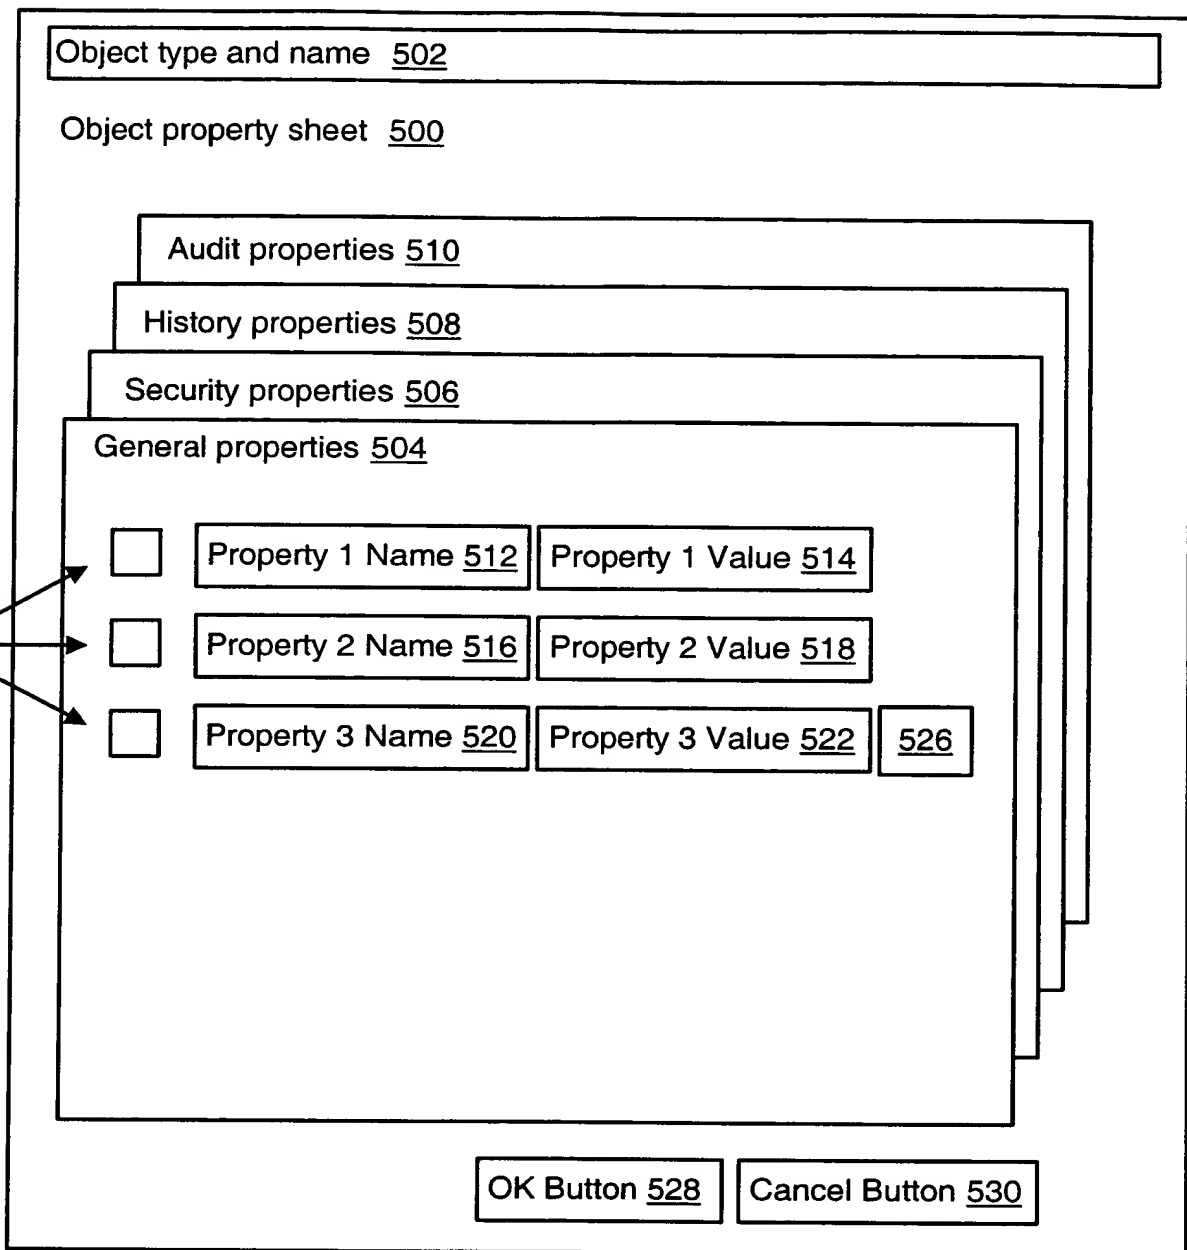 Object type and name 502
Object property sheet 500
Audit properties 510
History properties 508
Security properties 506
General properties 504
Property 1 Name 512 Property 1 Value 514
Property 2 Name 516 Property 2 Value 518
Property 3 Name 520 Property 3 Value 522 526
OK Button 528 Cancel Button 530